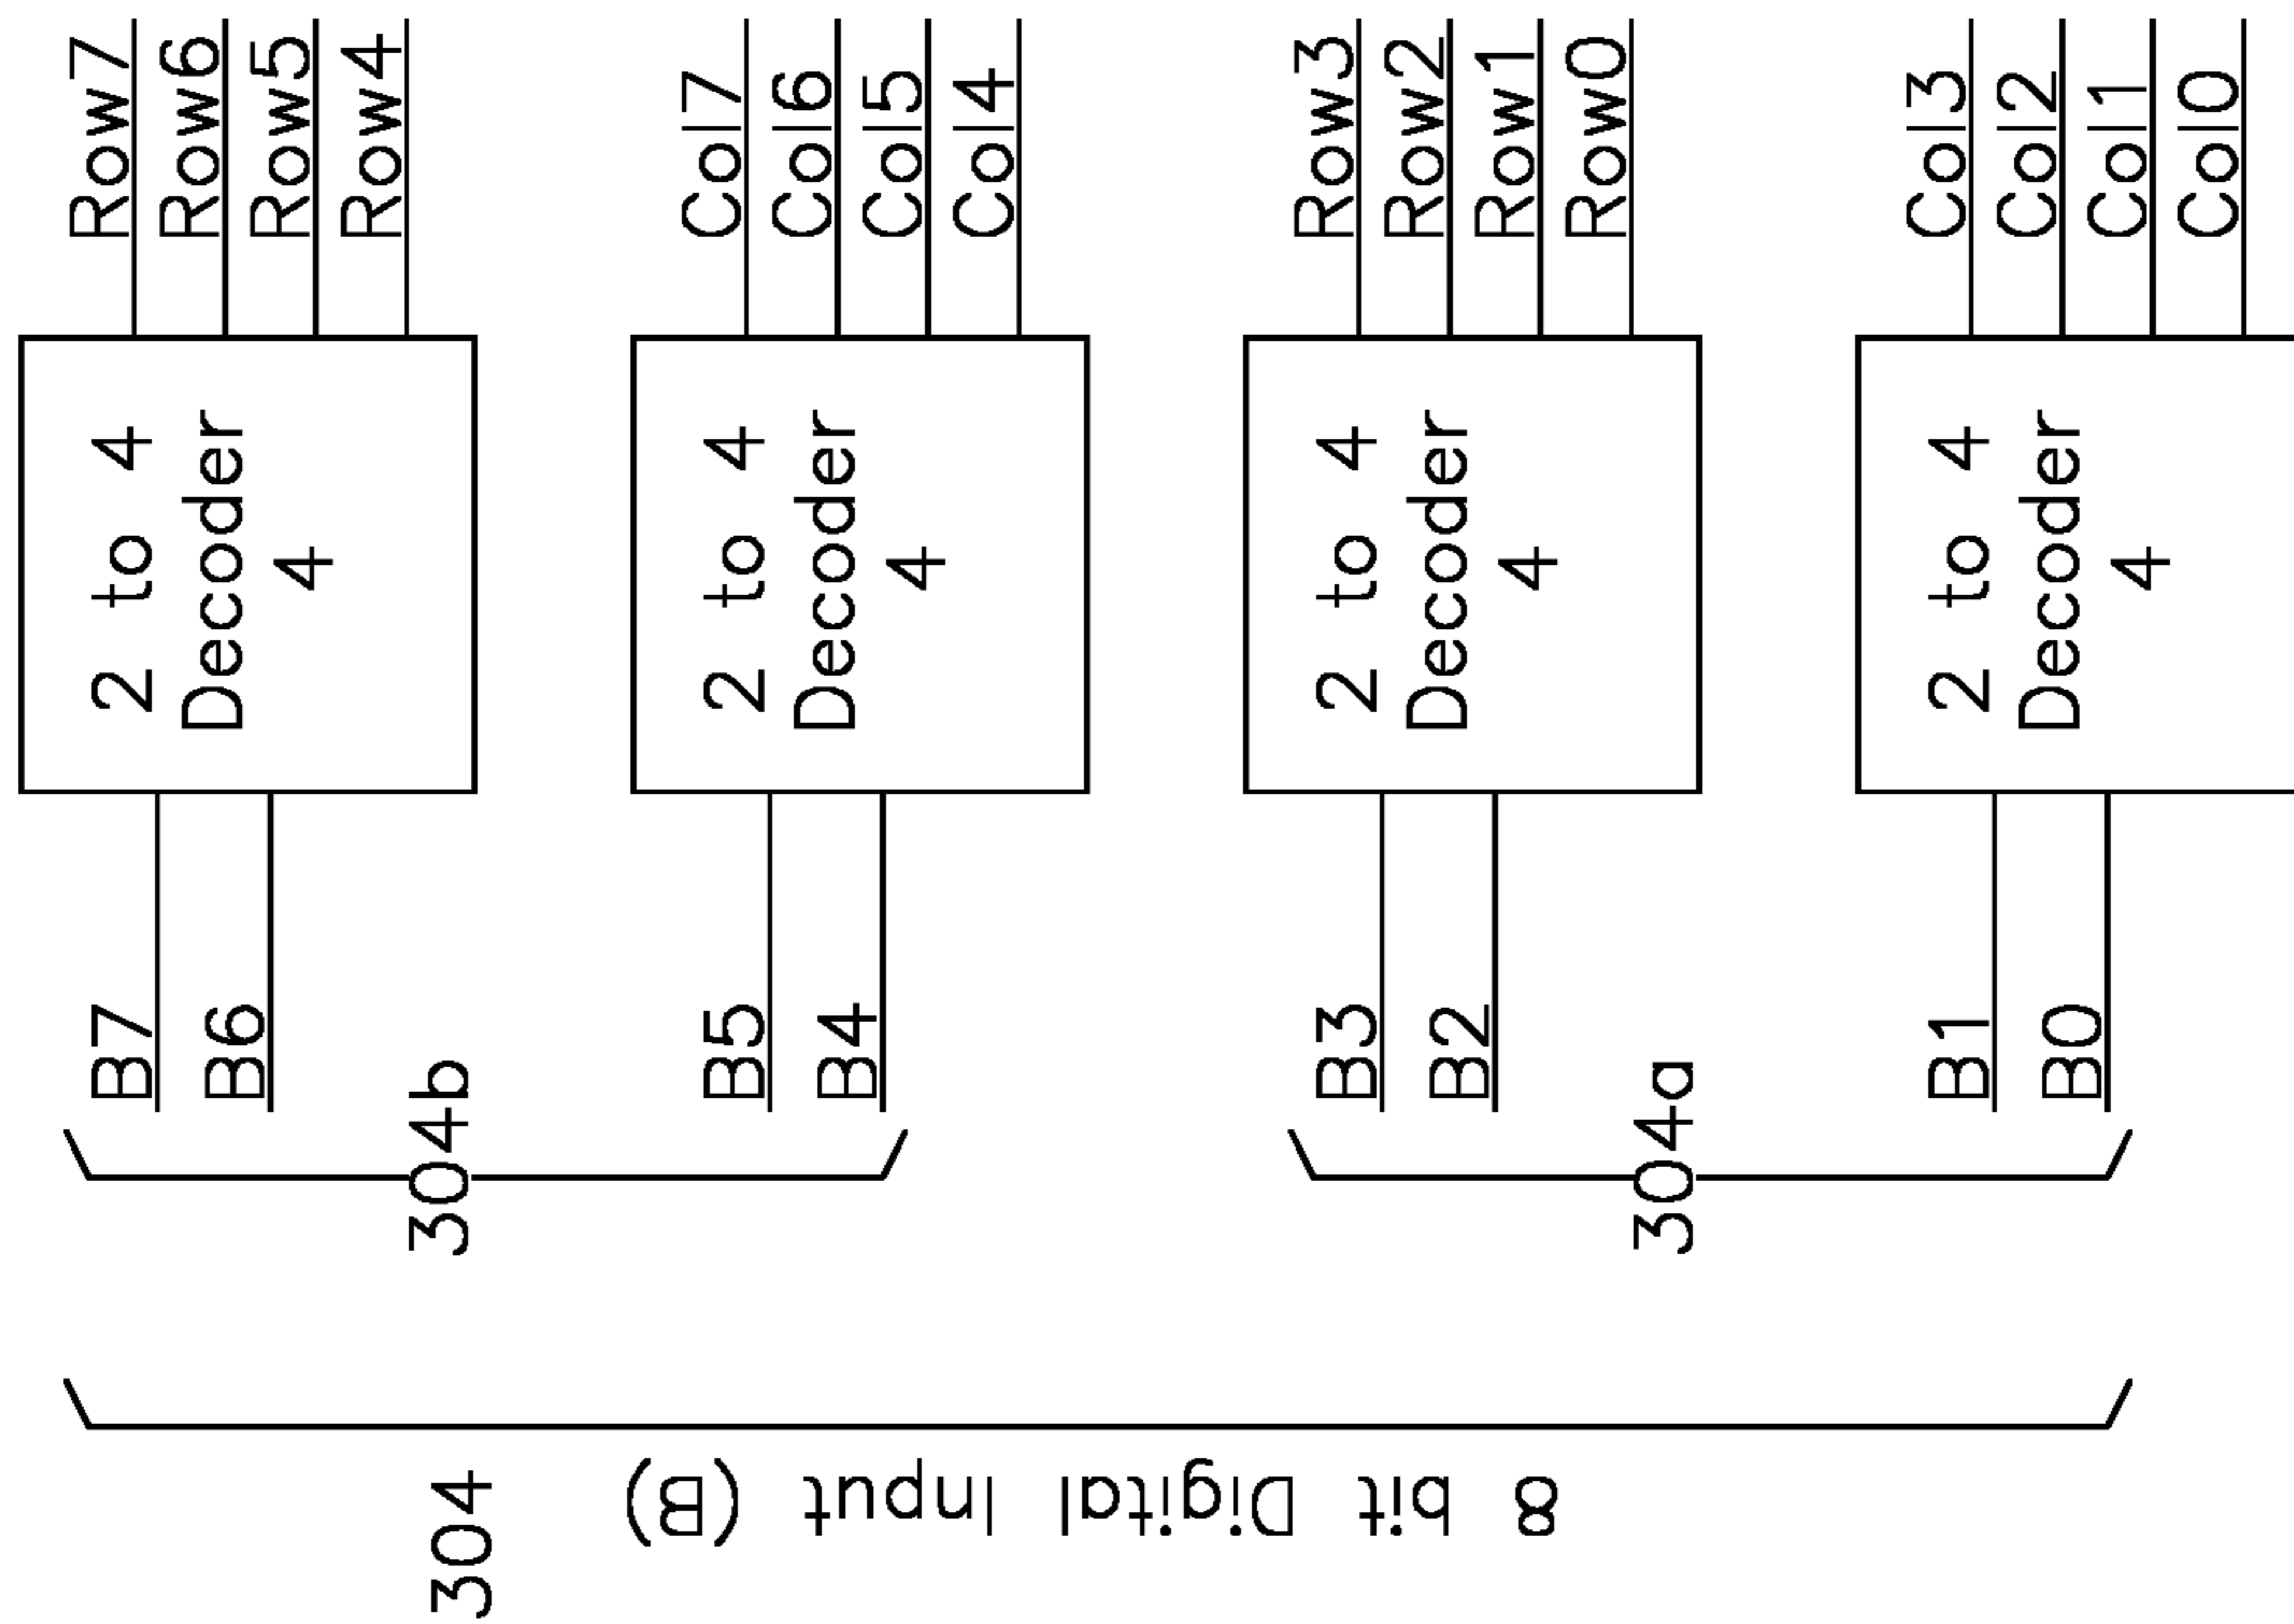 Row7
Row6
Row5
Row4
2 to 4
Decoder
4
B7
B6
304b
Col7
Col6
Col5
Col4
2 to 4
Decoder
4
B5
B4
Row3
Row2
Row1
Row0
2 to 4
Decoder
4
B3
B2
304a
Col3
Col2
Col1
Col0
2 to 4
Decoder
4
B1
B0
304
8 bit Digital Input (B)